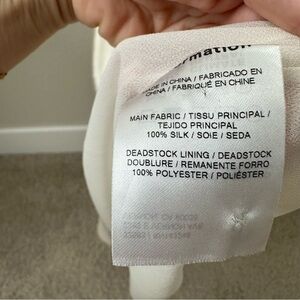 rmation
MADE IN CHINA / FABRICADO EN
CHINA / FABRIQUÉ EN CHINE
MAIN FABRIC / TISSU PRINCIPAL /
TEJIDO PRINCIPAL
100% SILK / SOIE / SEDA
DEADSTOCK LINING / DEADSTOCK
DOUBLURE / REMANENTE FORRO
100% POLYESTER / POLIÉSTER